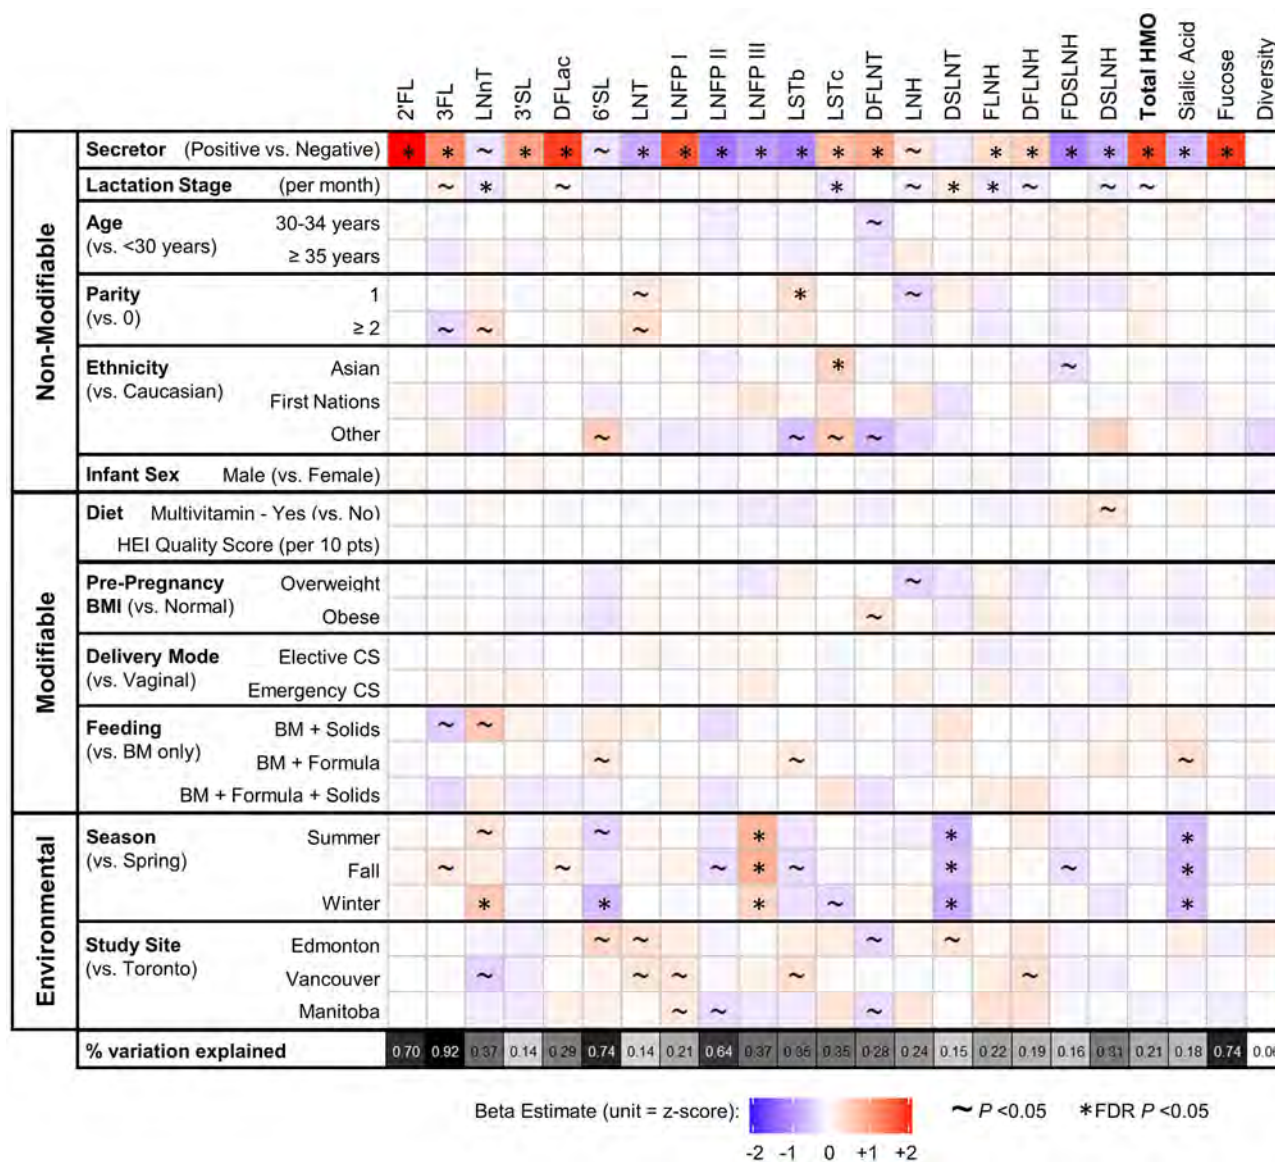 2'FL 3FL LNnT 3'SL DFLac 6'SL LNT LNFP I LNFP II LNFP III LSTb LSTc DFLNT LNH DSLNT FLNH DFLNH FDSLNH DSLNH Total HMO Sialic Acid Fucose Diversity
Non-Modifiable
Secretor (Positive vs. Negative) * * ~ * * ~ * * * * * * * ~ * * * * * * *
Lactation Stage (per month) ~ * ~ * ~ * * ~ ~ ~
Age 30-34 years ~
(vs. <30 years)
≥ 35 years
Parity 1 ~ * ~
(vs. 0)
≥ 2 ~ ~ ~
Ethnicity Asian * ~
(vs. Caucasian)
First Nations
Other ~ ~ ~ ~
Infant Sex Male (vs. Female)
Modifiable
Diet Multivitamin - Yes (vs. No) ~
HEI Quality Score (per 10 pts)
Pre-Pregnancy Overweight ~
BMI (vs. Normal) Obese ~
Delivery Mode Elective CS
(vs. Vaginal)
Emergency CS
Feeding BM + Solids ~ ~
(vs. BM only)
BM + Formula ~ ~ ~
BM + Formula + Solids
Environmental
Season Summer ~ ~ * * *
(vs. Spring)
Fall ~ ~ ~ * ~ * ~ *
Winter * * * ~ * *
Study Site Edmonton ~ ~ ~ ~
(vs. Toronto)
Vancouver ~ ~ ~ ~ ~
Manitoba ~ ~ ~
% variation explained 0.70 0.92 0.37 0.14 0.29 0.74 0.14 0.21 0.64 0.37 0.35 0.35 0.28 0.24 0.15 0.22 0.19 0.16 0.31 0.21 0.18 0.74
Beta Estimate (unit = z-score): ~ P <0.05 *FDR P <0.05
-2 -1 0 +1 +2